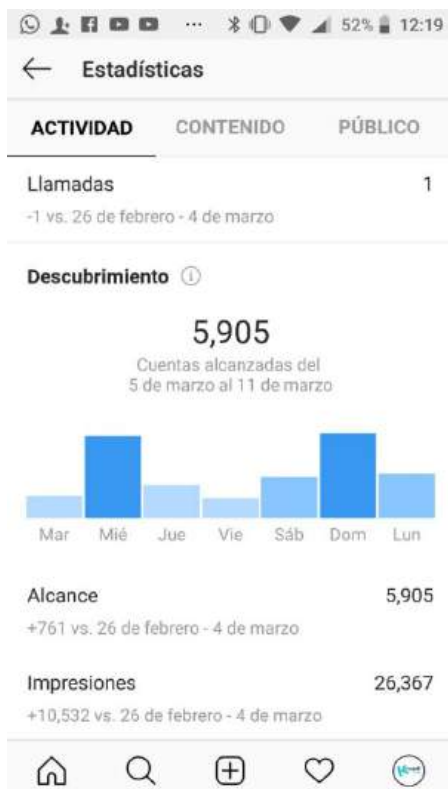 52% 12:19
Estadísticas
ACTIVIDAD CONTENIDO PÚBLICO
Llamadas 1
-1 vs. 26 de febrero - 4 de marzo
Descubrimiento
5,905
Cuentas alcanzadas del
5 de marzo al 11 de marzo
Mar Mié Jue Vie Sáb Dom Lun
Alcance 5,905
+761 vs. 26 de febrero - 4 de marzo
Impresiones 26,367
+10,532 vs. 26 de febrero - 4 de marzo